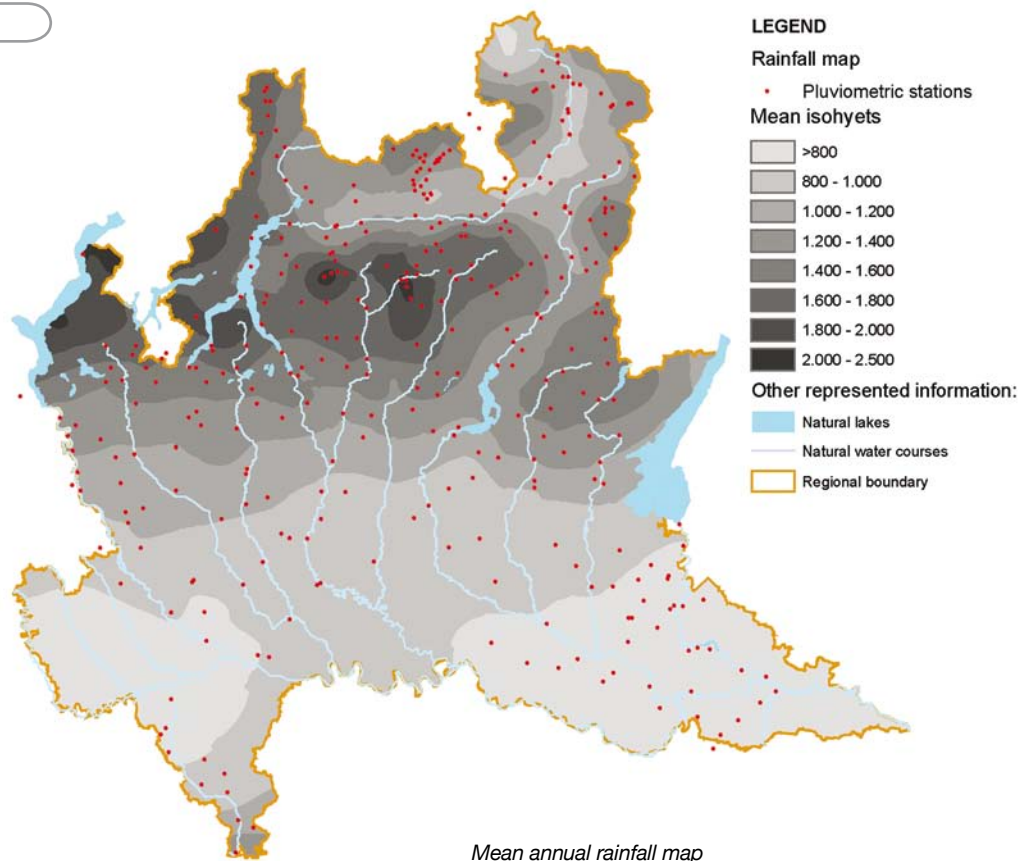 LEGEND
Rainfall map
Pluviometric stations
Mean isohyets
>800
800 - 1.000
1.000 - 1.200
1.200 - 1.400
1.400 - 1.600
1.600 - 1.800
1.800 - 2.000
2.000 - 2.500
Other represented information:
Natural lakes
Natural water courses
Regional boundary
Mean annual rainfall map